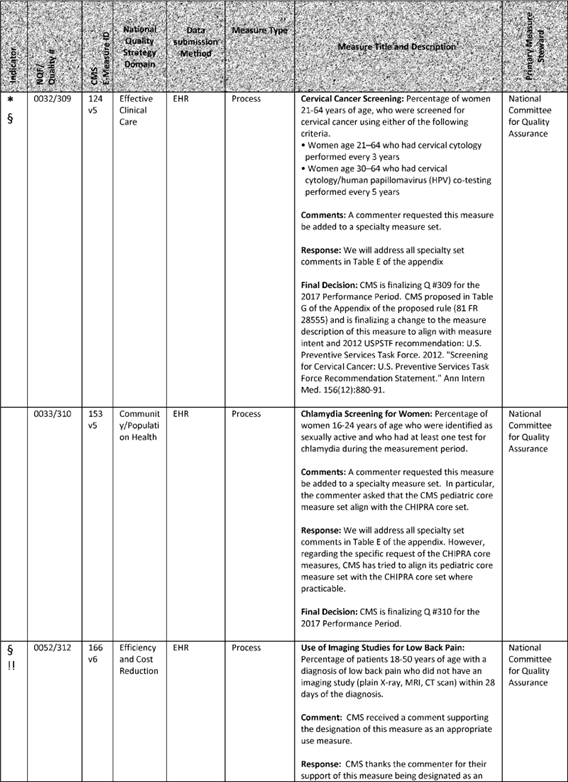 Indicator
NQF/
Quality #
CMS
E-Measure ID
National
Quality
Strategy
Domain
Data
submission
Method
Measure Type
Measure Title and Description
Primary Measure
Steward
*
§
0032/309
124
v5
Effective
Clinical
Care
EHR
Process
Cervical Cancer Screening: Percentage of women
21-64 years of age, who were screened for
cervical cancer using either of the following
criteria.
• Women age 21–64 who had cervical cytology
performed every 3 years
• Women age 30–64 who had cervical
cytology/human papillomavirus (HPV) co-testing
performed every 5 years
Comments: A commenter requested this measure
be added to a specialty measure set.
Response: We will address all specialty set
comments in Table E of the appendix
Final Decision: CMS is finalizing Q #309 for the
2017 Performance Period. CMS proposed in Table
G of the Appendix of the proposed rule (81 FR
28555) and is finalizing a change to the measure
description of this measure to align with measure
intent and 2012 USPSTF recommendation: U.S.
Preventive Services Task Force. 2012. "Screening
for Cervical Cancer: U.S. Preventive Services Task
Force Recommendation Statement." Ann Intern
Med. 156(12):880-91.
National
Committee
for Quality
Assurance
0033/310
153
v5
Communit
y/Populati
on Health
EHR
Process
Chlamydia Screening for Women: Percentage of
women 16-24 years of age who were identified as
sexually active and who had at least one test for
chlamydia during the measurement period.
Comments: A commenter requested this measure
be added to a specialty measure set. In particular,
the commenter asked that the CMS pediatric core
measure set align with the CHIPRA core set.
Response: We will address all specialty set
comments in Table E of the appendix. However,
regarding the specific request of the CHIPRA core
measures, CMS has tried to align its pediatric core
measure set with the CHIPRA core set where
practicable.
Final Decision: CMS is finalizing Q #310 for the
2017 Performance Period.
National
Committee
for Quality
Assurance
§
!!
0052/312
166
v6
Efficiency
and Cost
Reduction
EHR
Process
Use of Imaging Studies for Low Back Pain:
Percentage of patients 18-50 years of age with a
diagnosis of low back pain who did not have an
imaging study (plain X-ray, MRI, CT scan) within 28
days of the diagnosis.
Comment: CMS received a comment supporting
the designation of this measure as an appropriate
use measure.
Response: CMS thanks the commenter for their
support of this measure being designated as an
National
Committee
for Quality
Assurance